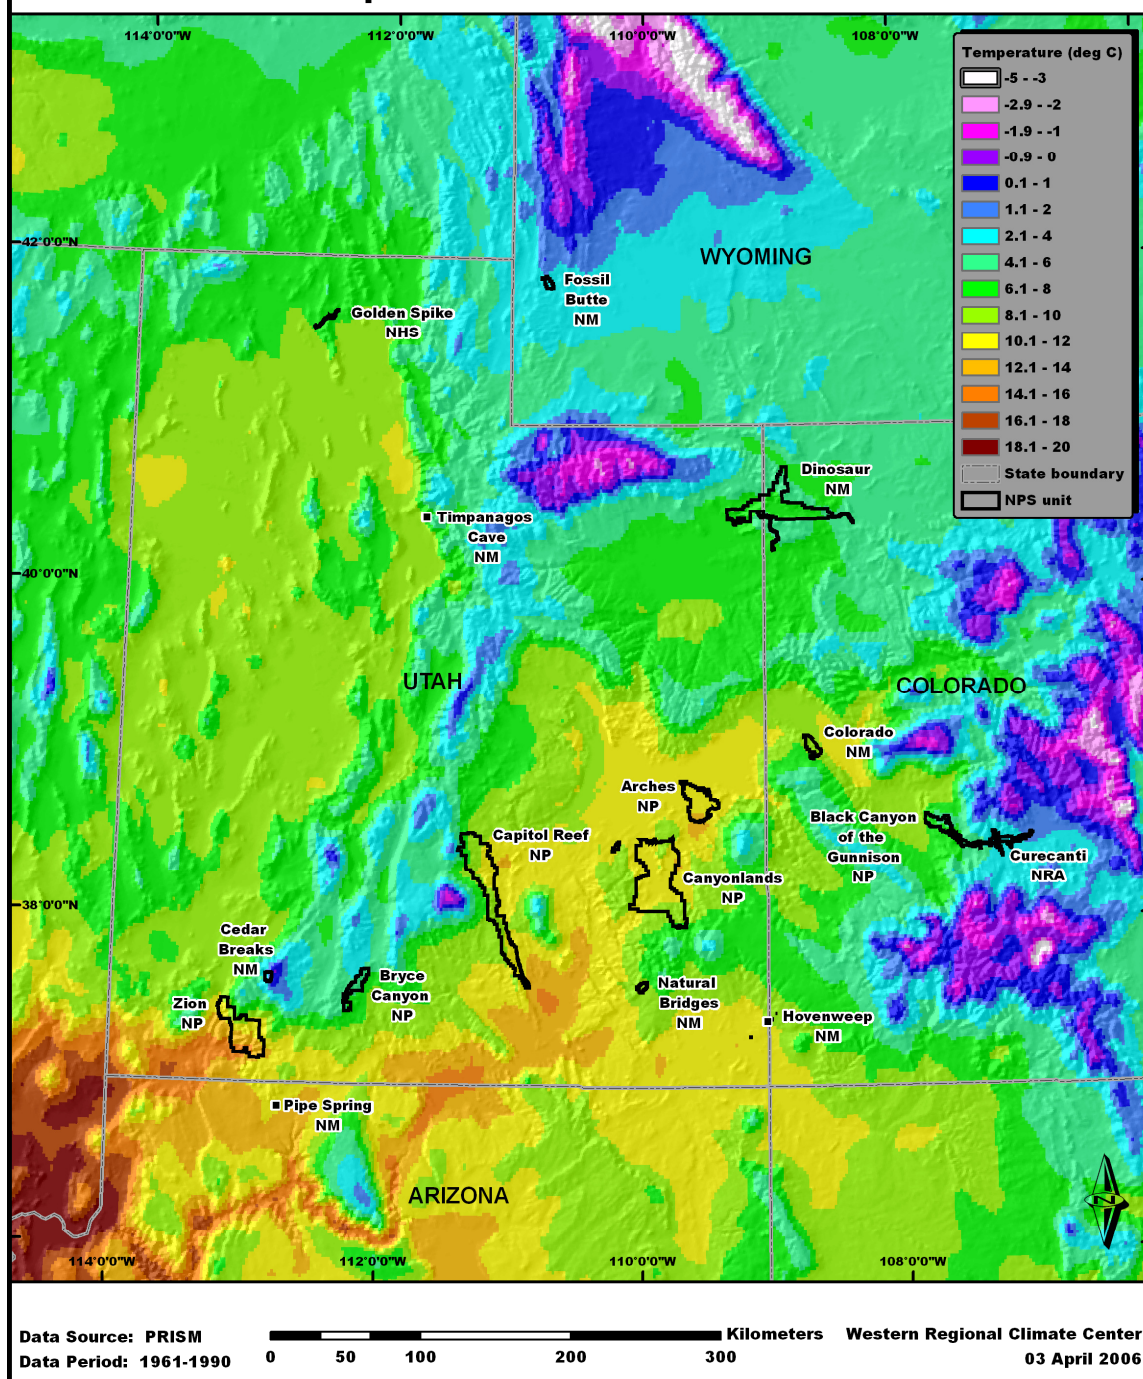 114°0'0"W
112°0'0"W
110°0'0"W
108°0'0"W
Temperature (deg C)
-5 - -3
-2.9 - -2
-1.9 - -1
-0.9 - 0
0.1 - 1
1.1 - 2
2.1 - 4
4.1 - 6
6.1 - 8
8.1 - 10
10.1 - 12
12.1 - 14
14.1 - 16
16.1 - 18
18.1 - 20
State boundary
NPS unit
42°0'0"N
WYOMING
Fossil
Butte
NM
Golden Spike
NHS
Dinosaur
NM
Timpanagos
Cave
NM
40°0'0"N
UTAH
COLORADO
Colorado
NM
Arches
NP
Black Canyon
of the
Gunnison
NP
Capitol Reef
NP
Curecanti
NRA
Canyonlands
NP
38°0'0"N
Cedar
Breaks
NM
Bryce
Canyon
NP
Natural
Bridges
NM
Zion
NP
Hovenweep
NM
Pipe Spring
NM
ARIZONA
N
114°0'0"W
112°0'0"W
110°0'0"W
108°0'0"W
Data Source: PRISM
Data Period: 1961-1990
Kilometers
0 50 100 200 300
Western Regional Climate Center
03 April 2006